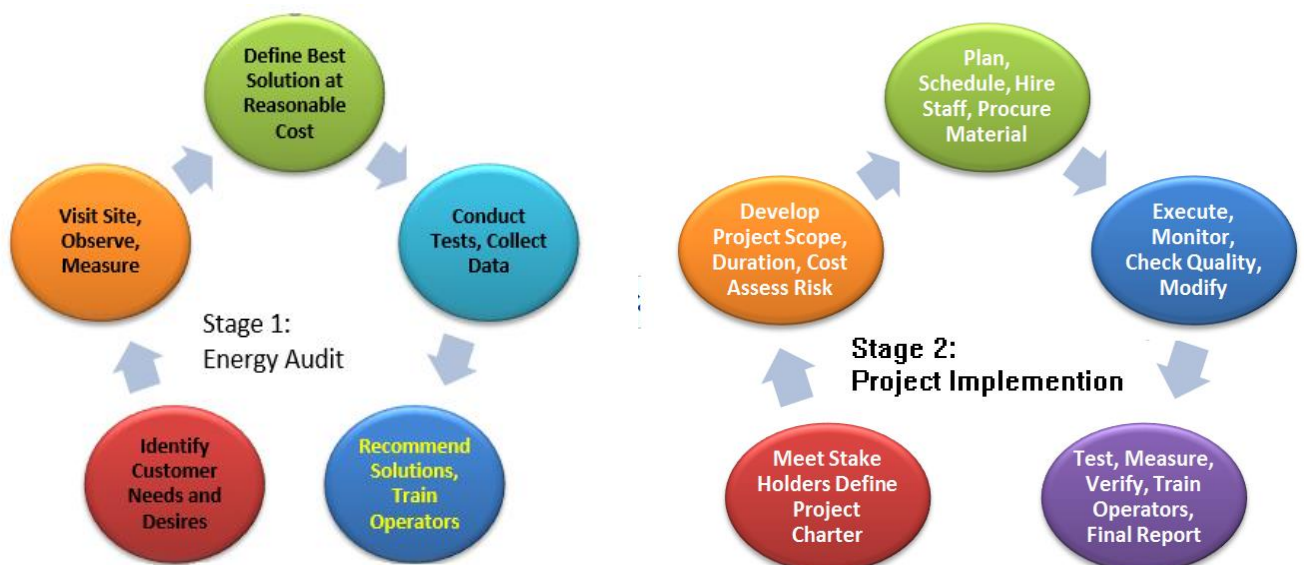 Define Best
Solution at
Reasonable
Cost
Visit Site,
Observe,
Measure
Conduct
Tests, Collect
Data
Stage 1:
Energy Audit
Identify
Customer
Needs and
Desires
Recommend
Solutions,
Train
Operators
Plan,
Schedule, Hire
Staff, Procure
Material
Develop
Project Scope,
Duration, Cost
Assess Risk
Execute,
Monitor,
Check Quality,
Modify
Stage 2:
Project Implemention
Meet Stake
Holders Define
Project
Charter
Test, Measure,
Verify, Train
Operators,
Final Report